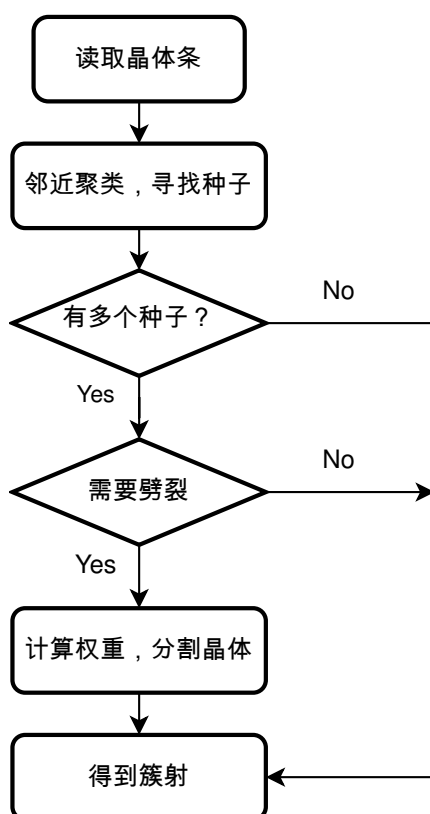 读取晶体条
邻近聚类，寻找种子
有多个种子？
No
Yes
需要劈裂
No
Yes
计算权重，分割晶体
得到簇射